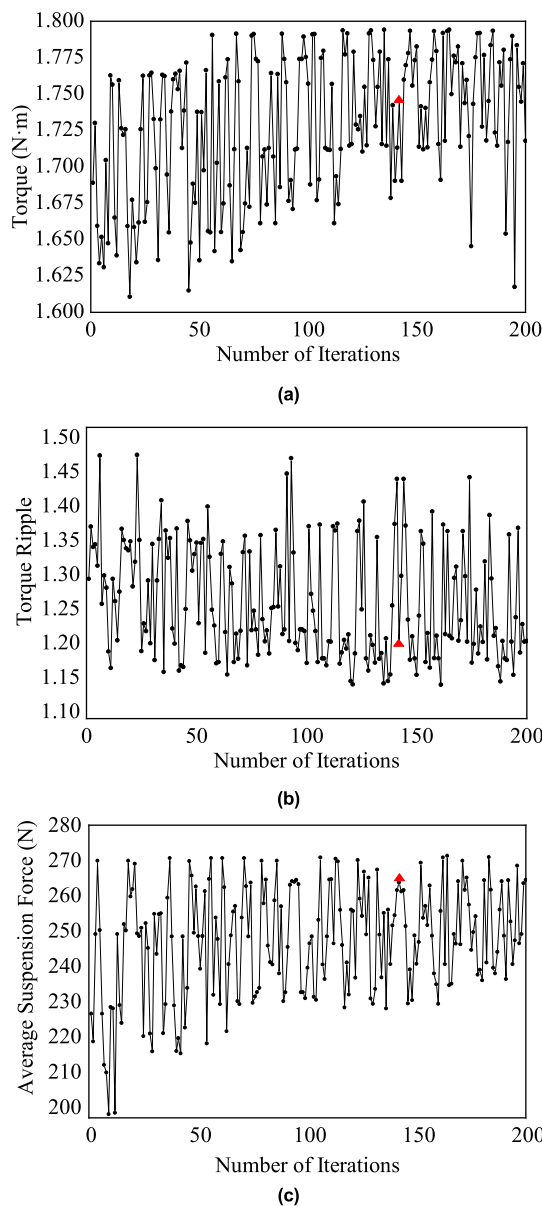 1.800
1.775
1.750
1.725
1.700
1.675
1.650
1.625
1.600
Torque (N·m)
0 50 100 150 200
Number of Iterations
(a)
1.50
1.45
1.40
1.35
1.30
1.25
1.20
1.15
1.10
Torque Ripple
0 50 100 150 200
Number of Iterations
(b)
280
270
260
250
240
230
220
210
200
Average Suspension Force (N)
0 50 100 150 200
Number of Iterations
(c)